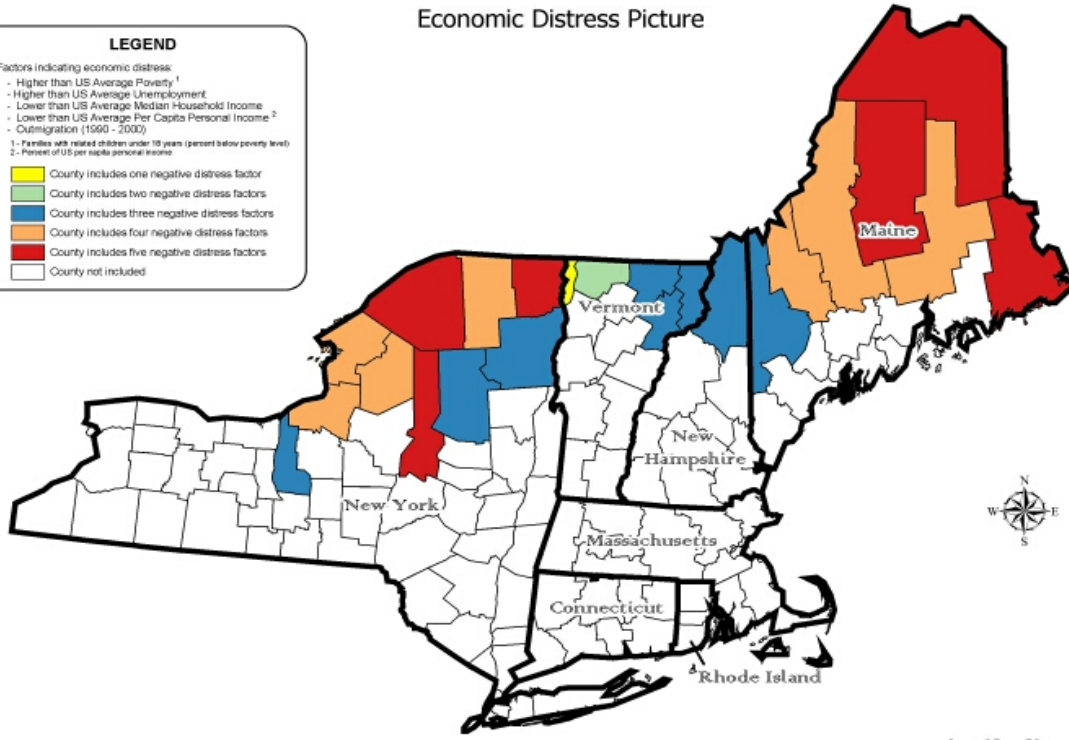 Economic Distress Picture
LEGEND
Factors indicating economic distress:
- Higher than US Average Poverty 1
- Higher than US Average Unemployment
- Lower than US Average Median Household Income
- Lower than US Average Per Capita Personal Income 2
- Outmigration (1990 - 2000)
1 - Families with related children under 18 years (percent below poverty level)
2 - Percent of US per capita personal income
County includes one negative distress factor
County includes two negative distress factors
County includes three negative distress factors
County includes four negative distress factors
County includes five negative distress factors
County not included
Maine
Vermont
New
Hampshire
New York
Massachusetts
Connecticut
Rhode Island
N
W E
S